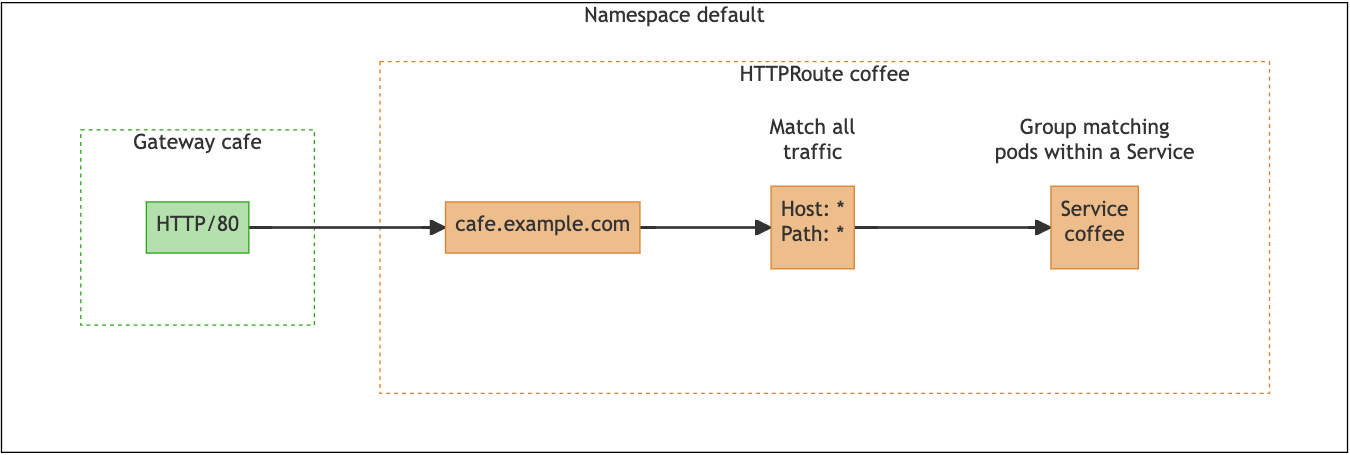 Namespace default
HTTPRoute coffee
Gateway cafe
Match all
traffic
Group matching
pods within a Service
HTTP/80
cafe.example.com
Host: *
Path: *
Service
coffee